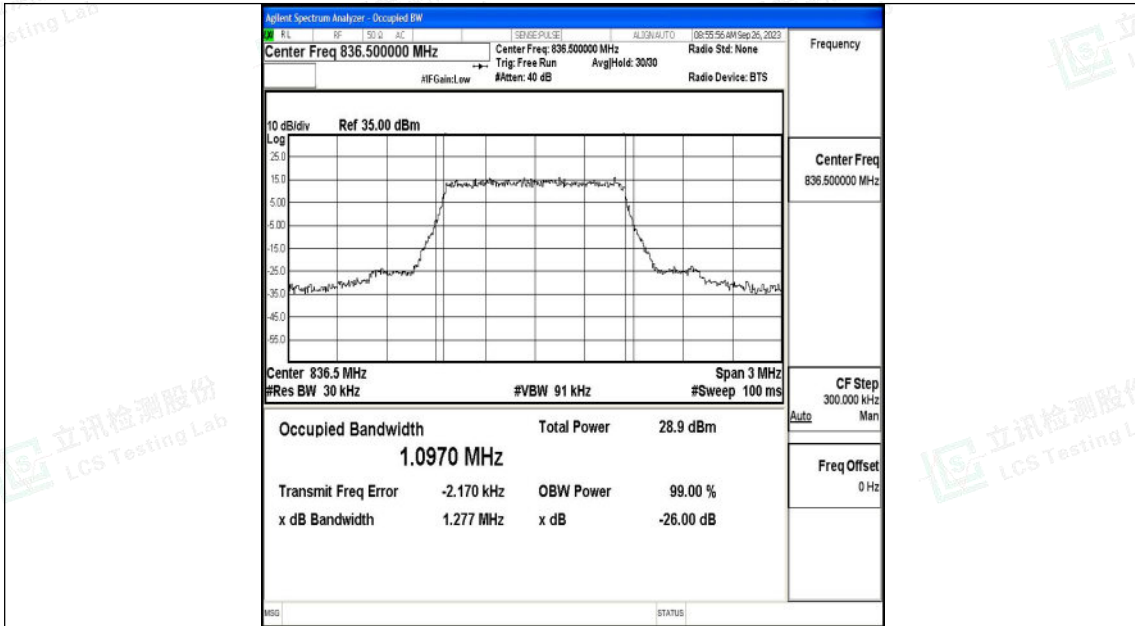 Agilent Spectrum Analyzer - Occupied BW
RL RF 50 Ω AC SENSE:PULSE ALIGNAUTO 08:55:56 AM Sep 26, 2023
Center Freq 836.500000 MHz
Center Freq: 836.500000 MHz
Radio Std: None
Trig: Free Run Avg|Hold: 30/30
#IFGain:Low
#Atten: 40 dB
Radio Device: BTS
Frequency
10 dB/div Ref 35.00 dBm
Log
25.0
15.0
5.00
-5.00
-15.0
-25.0
-35.0
-45.0
-55.0
Center Freq
836.500000 MHz
Center 836.5 MHz Span 3 MHz
#Res BW 30 kHz #VBW 91 kHz #Sweep 100 ms
CF Step
300.000 kHz
Auto Man
Occupied Bandwidth Total Power 28.9 dBm
1.0970 MHz
Transmit Freq Error -2.170 kHz OBW Power 99.00 %
x dB Bandwidth 1.277 MHz x dB -26.00 dB
Freq Offset
0 Hz
MSG STATUS
立讯检测股份
LCS Testing Lab
立讯检测股份
LCS Testing L
sting Lab